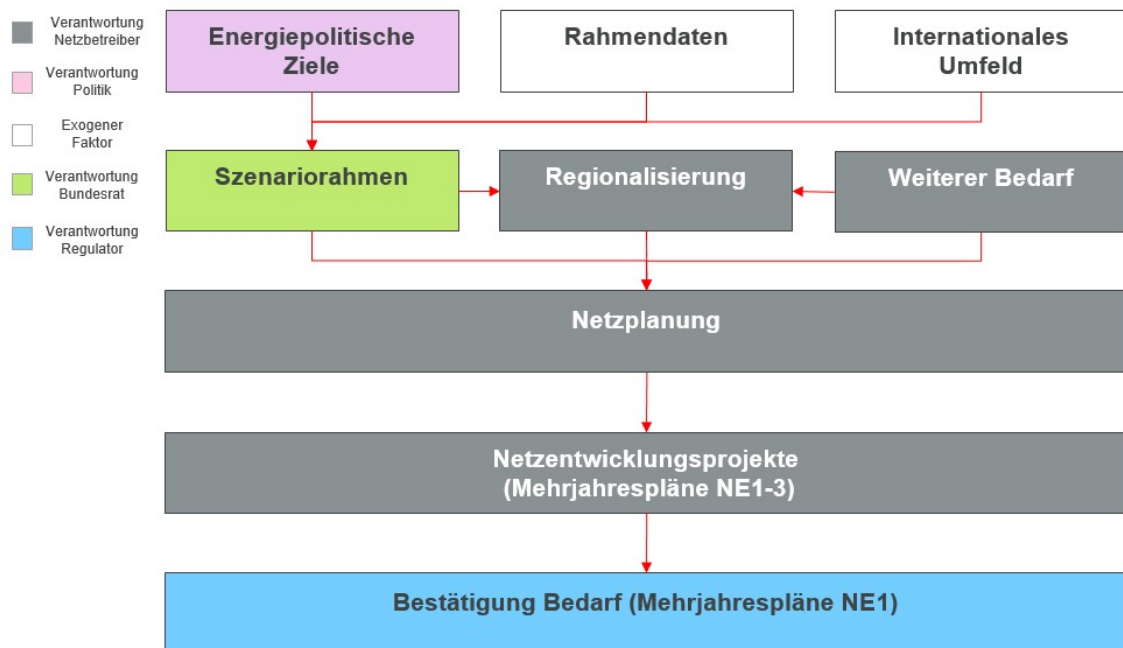 Verantwortung
Netzbetreiber
Verantwortung
Politik
Exogener
Faktor
Verantwortung
Bundesrat
Verantwortung
Regulator
Energiepolitische
Ziele
Rahmendaten
Internationales
Umfeld
Szenariorahmen
Regionalisierung
Weiterer Bedarf
Netzplanung
Netzentwicklungsprojekte
(Mehrjahrespläne NE1-3)
Bestätigung Bedarf (Mehrjahrespläne NE1)